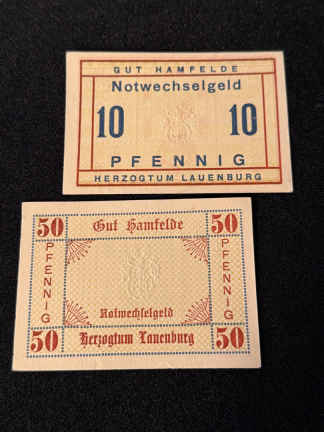 GUT HAMFELDE
Notwechselgeld
10 10
PFENNIG
HERZOGTUM LAUENBURG
50 Gut Hamfelde 50
PFENNIG PFENNIG
Notwechselgeld
50 Herzogtum Lauenburg 50